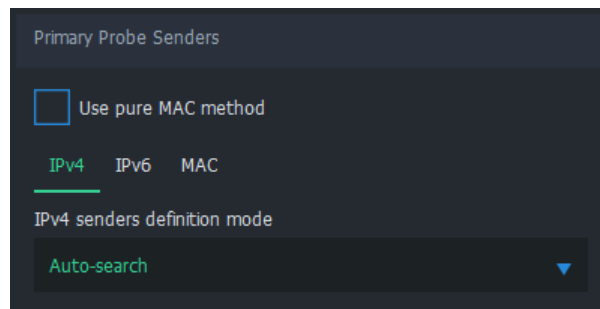 Primary Probe Senders
Use pure MAC method
IPv4 IPv6 MAC
IPv4 senders definition mode
Auto-search